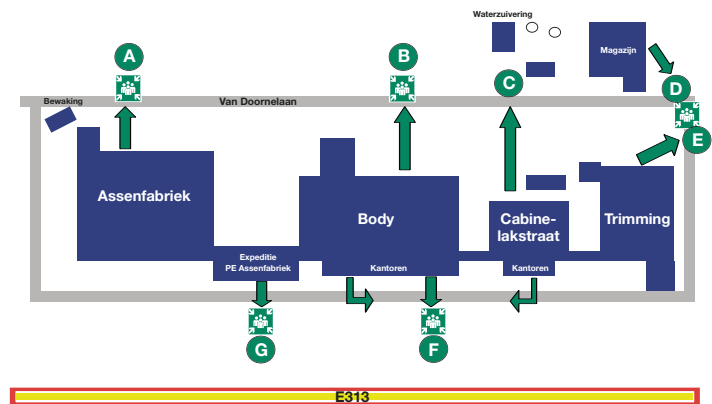 Waterzuivering
A
B
Magazijn
C
D
Bewaking
Van Doornelaan
E
Assenfabriek
Body
Cabine-
lakstraat
Trimming
Expeditie
PE Assenfabriek
Kantoren
Kantoren
G
F
E313